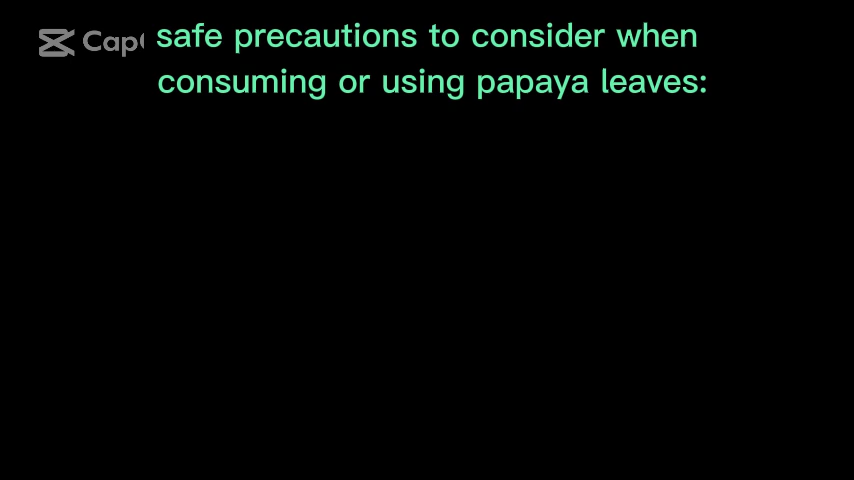 safe precautions to consider when
consuming or using papaya leaves: